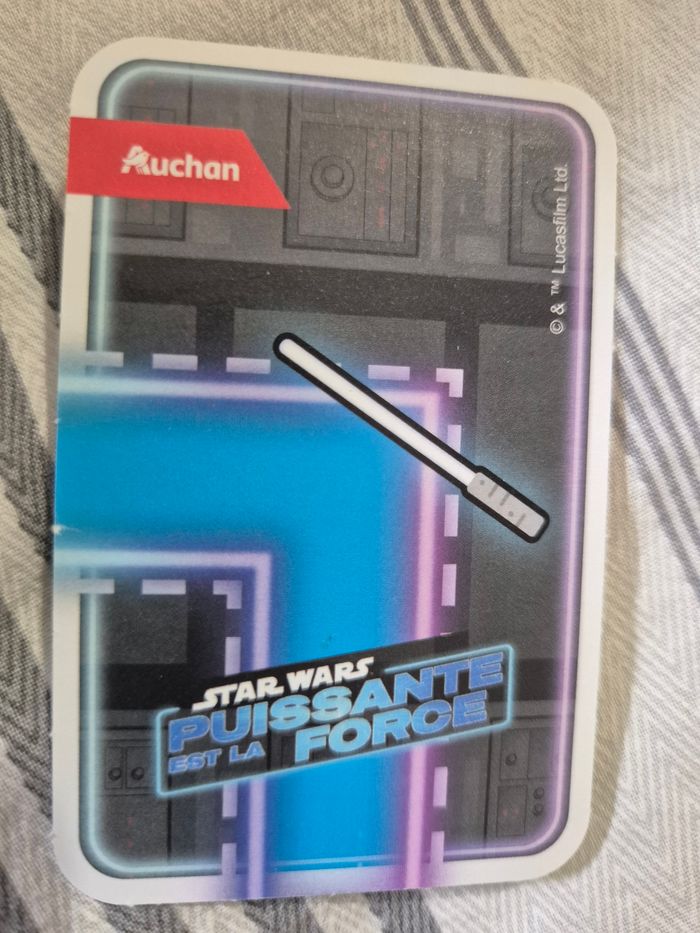 Auchan
© & ™ Lucasfilm Ltd.
STAR WARS
PUISSANTE
EST LA FORCE